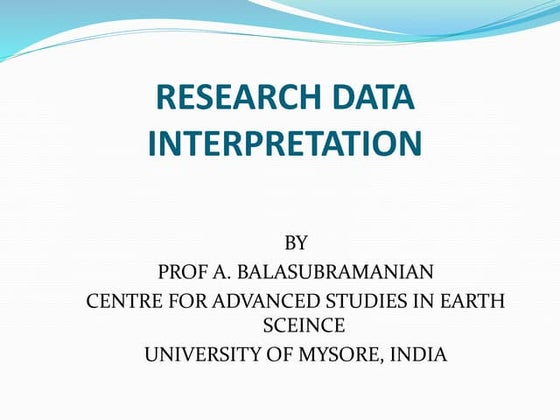 RESEARCH DATA
INTERPRETATION
BY
PROF A. BALASUBRAMANIAN
CENTRE FOR ADVANCED STUDIES IN EARTH
SCEINCE
UNIVERSITY OF MYSORE, INDIA